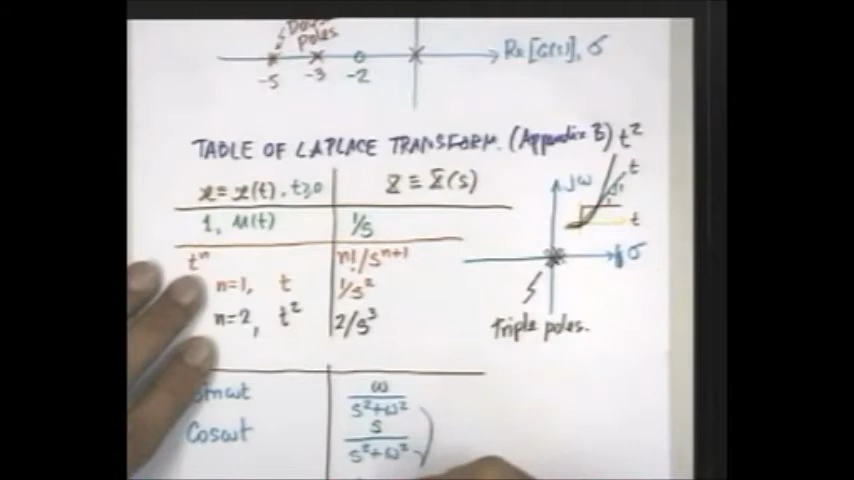 Double
poles
Re[G(s)], σ
-5 -3 -2
TABLE OF LAPLACE TRANSFORM. (Appendix B)
t²
t
x = x(t), t≥0
X ≡ X(s)
jω
1, u(t)
1/s
t
tⁿ
n!/sⁿ⁺¹
σ
n=1, t
1/s²
n=2, t²
2/s³
triple poles.
Sinωt
ω
s²+ω²
Cosωt
s
s²+ω²